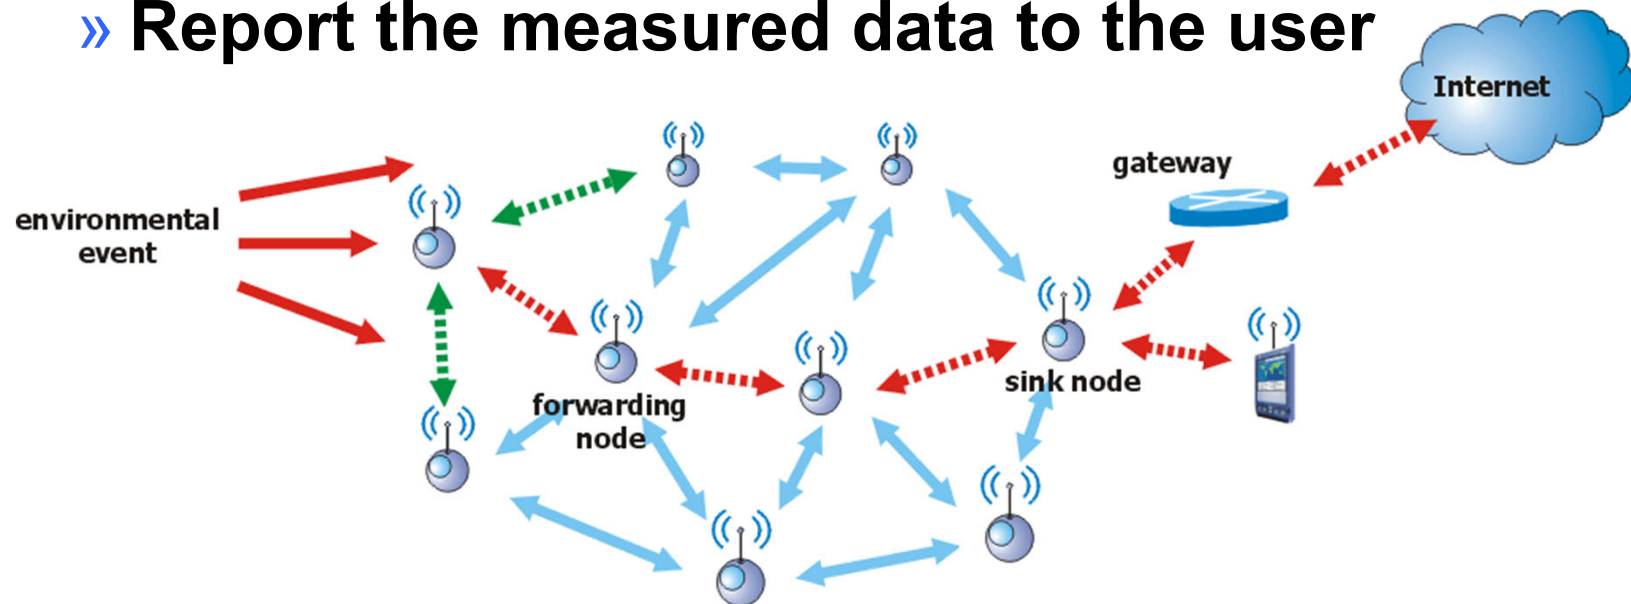 » Report the measured data to the user
Internet
gateway
environmental
event
sink node
forwarding
node